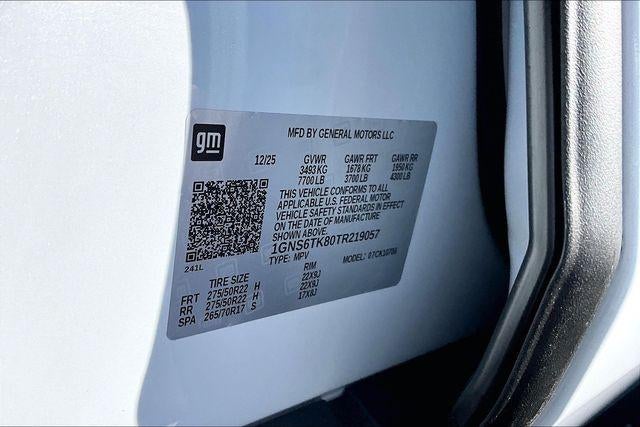 gm
MFD BY GENERAL MOTORS LLC
12/25 GVWR GAWR FRT GAWR RR
3493 KG 1678 KG 1950 KG
7700 LB 3700 LB 4300 LB
THIS VEHICLE CONFORMS TO ALL
APPLICABLE U.S. FEDERAL MOTOR
VEHICLE SAFETY STANDARDS IN EFFECT
ON THE DATE OF MANUFACTURE
SHOWN ABOVE.
1GNS6TK80TR219057
TYPE: MPV MODEL: 07CK10706
241L
TIRE SIZE RIM
FRT 275/50R22 H 22X9J
RR 275/50R22 H 22X9J
SPA 265/70R17 S 17X8J